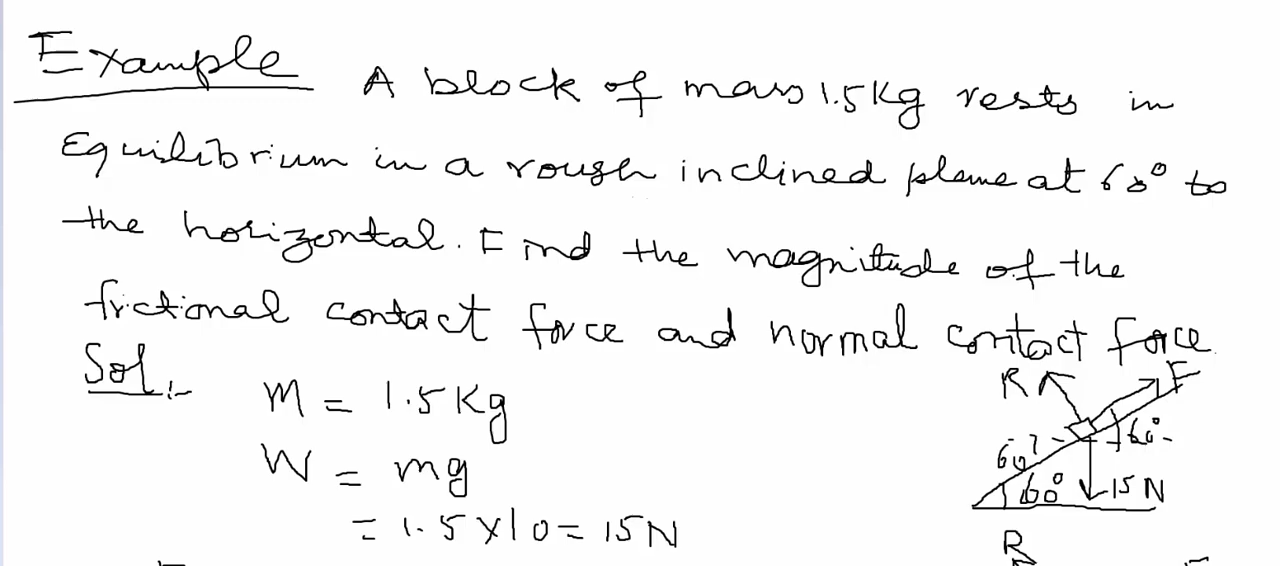 Example A block of mass 1.5Kg rests in
Equilibrium in a rough inclined plane at 60° to
the horizontal. Find the magnitude of the
frictional contact force and normal contact force.
Sol:-
M = 1.5Kg
W = mg
= 1.5 X 10 = 15N
R F
60° 60°
60° 15N
R